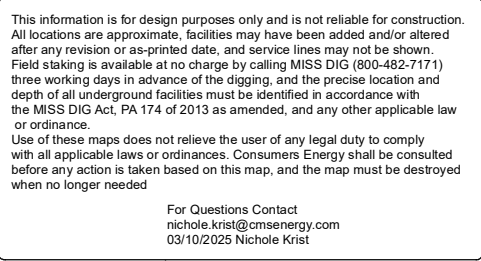 This information is for design purposes only and is not reliable for construction.
All locations are approximate, facilities may have been added and/or altered
after any revision or as-printed date, and service lines may not be shown.
Field staking is available at no charge by calling MISS DIG (800-482-7171)
three working days in advance of the digging, and the precise location and
depth of all underground facilities must be identified in accordance with
the MISS DIG Act, PA 174 of 2013 as amended, and any other applicable law
or ordinance.
Use of these maps does not relieve the user of any legal duty to comply
with all applicable laws or ordinances. Consumers Energy shall be consulted
before any action is taken based on this map, and the map must be destroyed
when no longer needed
For Questions Contact
nichole.krist@cmsenergy.com
03/10/2025 Nichole Krist